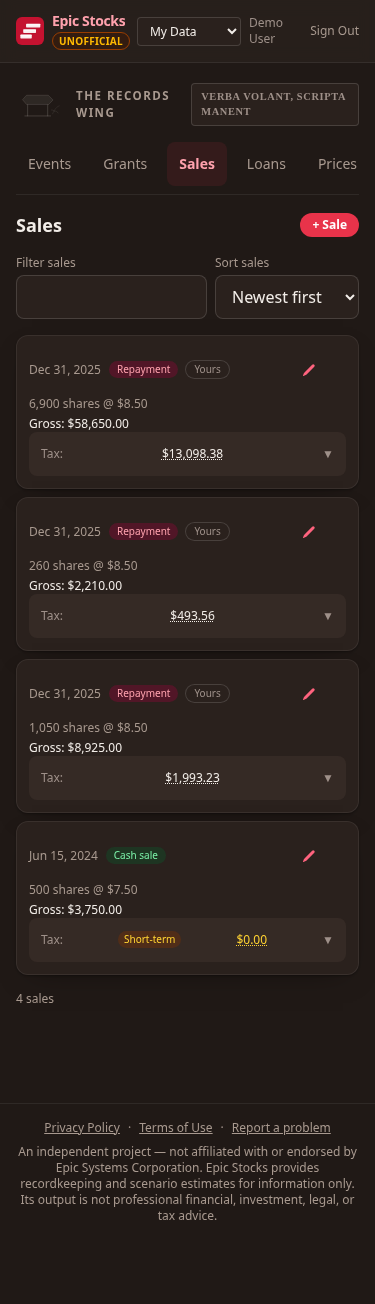 Epic Stocks
UNOFFICIAL
My Data
Demo
User
Sign Out
THE RECORDS
WING
VERBA VOLANT, SCRIPTA
MANENT
Events Grants Sales Loans Prices
Sales
+ Sale
Filter sales
Sort sales
Newest first
Dec 31, 2025 Repayment Yours
6,900 shares @ $8.50
Gross: $58,650.00
Tax: $13,098.38 ▼
Dec 31, 2025 Repayment Yours
260 shares @ $8.50
Gross: $2,210.00
Tax: $493.56 ▼
Dec 31, 2025 Repayment Yours
1,050 shares @ $8.50
Gross: $8,925.00
Tax: $1,993.23 ▼
Jun 15, 2024 Cash sale
500 shares @ $7.50
Gross: $3,750.00
Tax: Short-term $0.00 ▼
4 sales
Privacy Policy · Terms of Use · Report a problem
An independent project — not affiliated with or endorsed by
Epic Systems Corporation. Epic Stocks provides
recordkeeping and scenario estimates for information only.
Its output is not professional financial, investment, legal, or
tax advice.